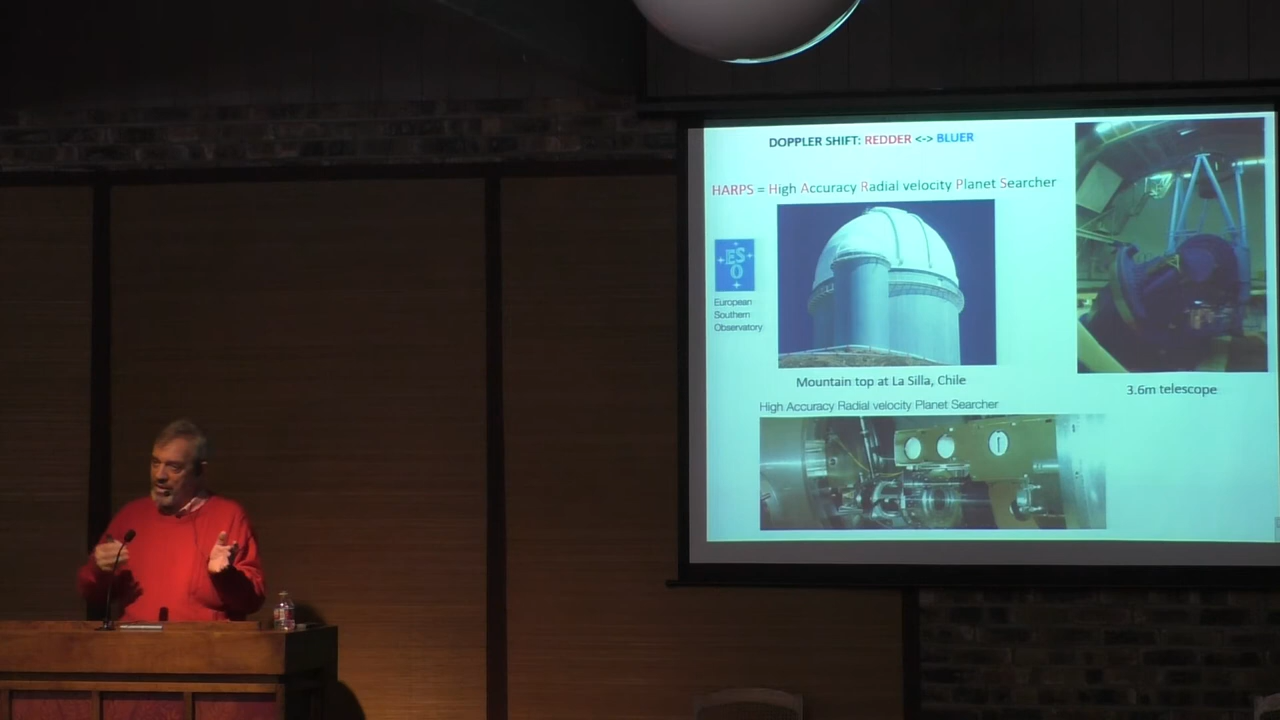 DOPPLER SHIFT: REDDER <-> BLUER
HARPS = High Accuracy Radial velocity Planet Searcher
ES
O
European
Southern
Observatory
Mountain top at La Silla, Chile
3.6m telescope
High Accuracy Radial velocity Planet Searcher